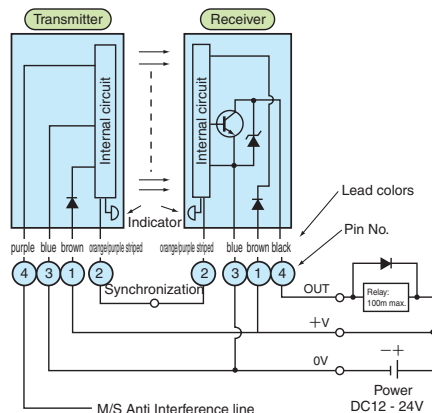 Transmitter
Receiver
Internal circuit
Internal circuit
Indicator
Lead colors
Pin No.
purple blue brown orange/purple striped
orange/purple striped blue brown black
4 3 1 2
2 3 1 4
Synchronization
OUT
Relay:
100m max.
+V
0V
− +
Power
DC12 - 24V
M/S Anti Interference line